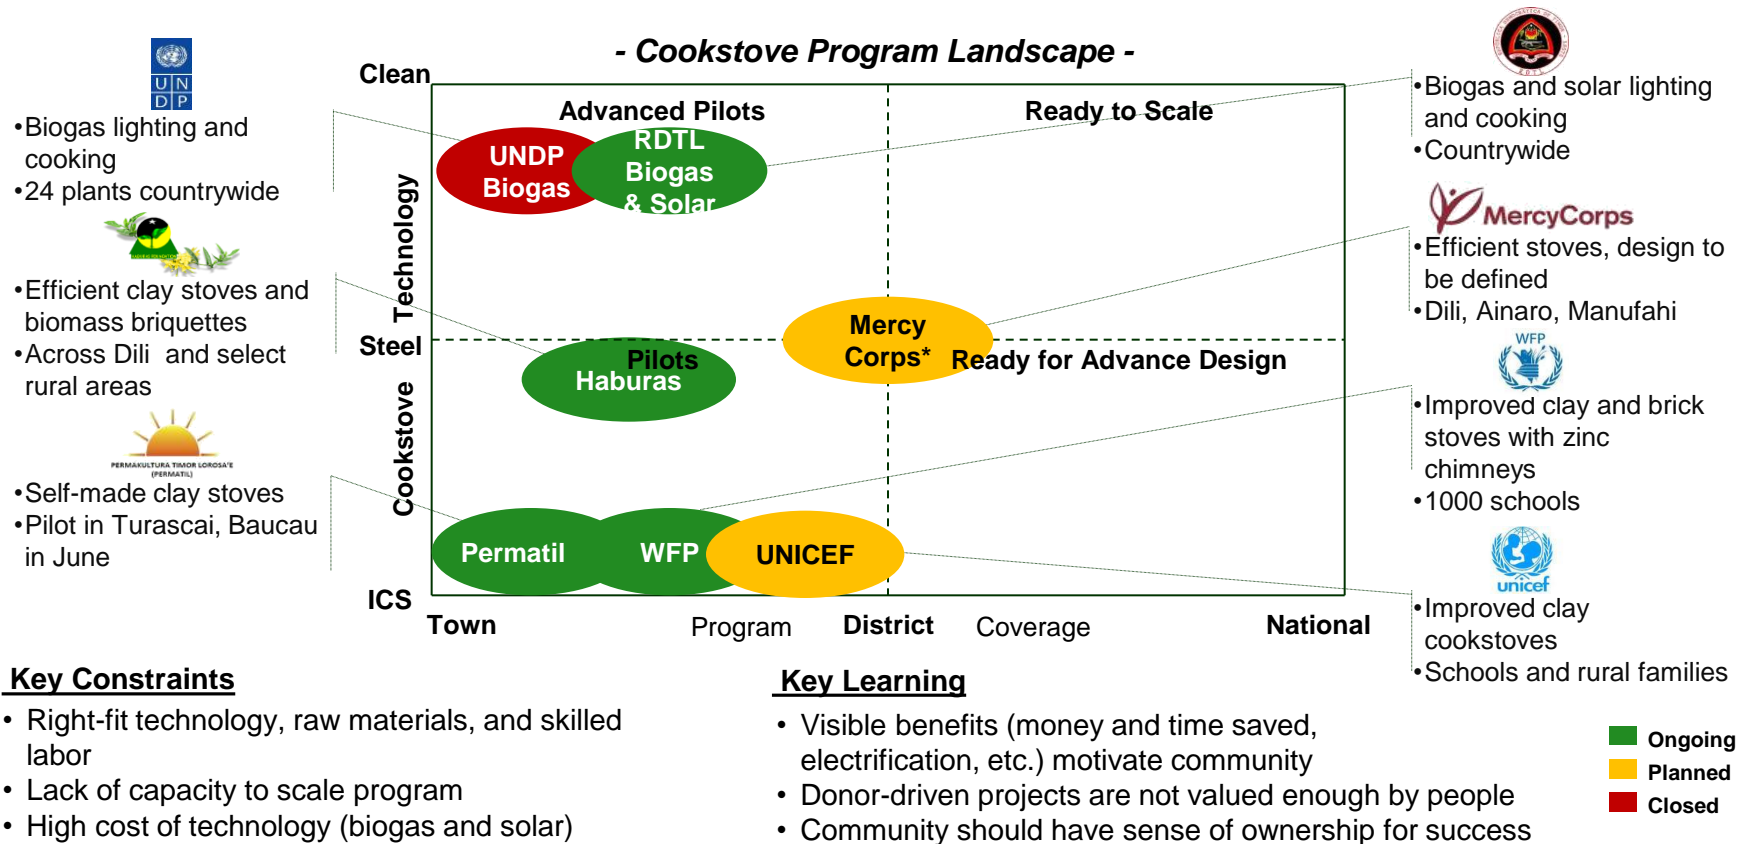 - Cookstove Program Landscape -
U N
D P
•Biogas lighting and
cooking
•24 plants countrywide
•Efficient clay stoves and
biomass briquettes
•Across Dili and select
rural areas
PERMAKULTURA TIMOR LOROSA'E
(PERMATIL)
•Self-made clay stoves
•Pilot in Turascai, Baucau
in June
Clean
Steel
ICS
Cookstove Technology
Advanced Pilots
Ready to Scale
UNDP
Biogas
RDTL
Biogas
& Solar
Mercy
Corps*
Pilots
Ready for Advance Design
Haburas
Permatil
WFP
UNICEF
Town
Program
District
Coverage
National
RDTL
•Biogas and solar lighting
and cooking
•Countrywide
MercyCorps
•Efficient stoves, design to
be defined
•Dili, Ainaro, Manufahi
WFP
•Improved clay and brick
stoves with zinc
chimneys
•1000 schools
unicef
•Improved clay
cookstoves
•Schools and rural families
Key Constraints
• Right-fit technology, raw materials, and skilled
labor
• Lack of capacity to scale program
• High cost of technology (biogas and solar)
Key Learning
• Visible benefits (money and time saved,
electrification, etc.) motivate community
• Donor-driven projects are not valued enough by people
• Community should have sense of ownership for success
Ongoing
Planned
Closed